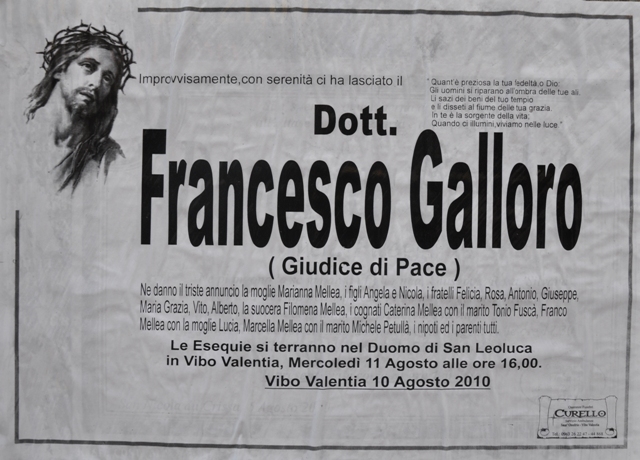 Improvvisamente,con serenità ci ha lasciato il
" Quant'è preziosa la tua fedeltà,o Dio:
Gli uomini si riparano all'ombra delle tue ali,
Li sazi dei beni del tuo tempio
e li disseti al fiume,delle tua grazia.
In te è la sorgente della vita;
Quando ci illumini,viviamo nelle luce."
Dott.
Francesco Galloro
( Giudice di Pace )
Ne danno il triste annuncio la moglie Marianna Mellea, i figli Angela e Nicola, i fratelli Felicia, Rosa, Antonio, Giuseppe,
Maria Grazia, Vito, Alberto, la suocera Filomena Mellea, i cognati Caterina Mellea con il marito Tonio Fuscà, Franco
Mellea con la moglie Lucia, Marcella Mellea con il marito Michele Petullà, i nipoti ed i parenti tutti.
Le Esequie si terranno nel Duomo di San Leoluca
in Vibo Valentia, Mercoledì 11 Agosto alle ore 16,00.
Vibo Valentia 10 Agosto 2010
CURELLO